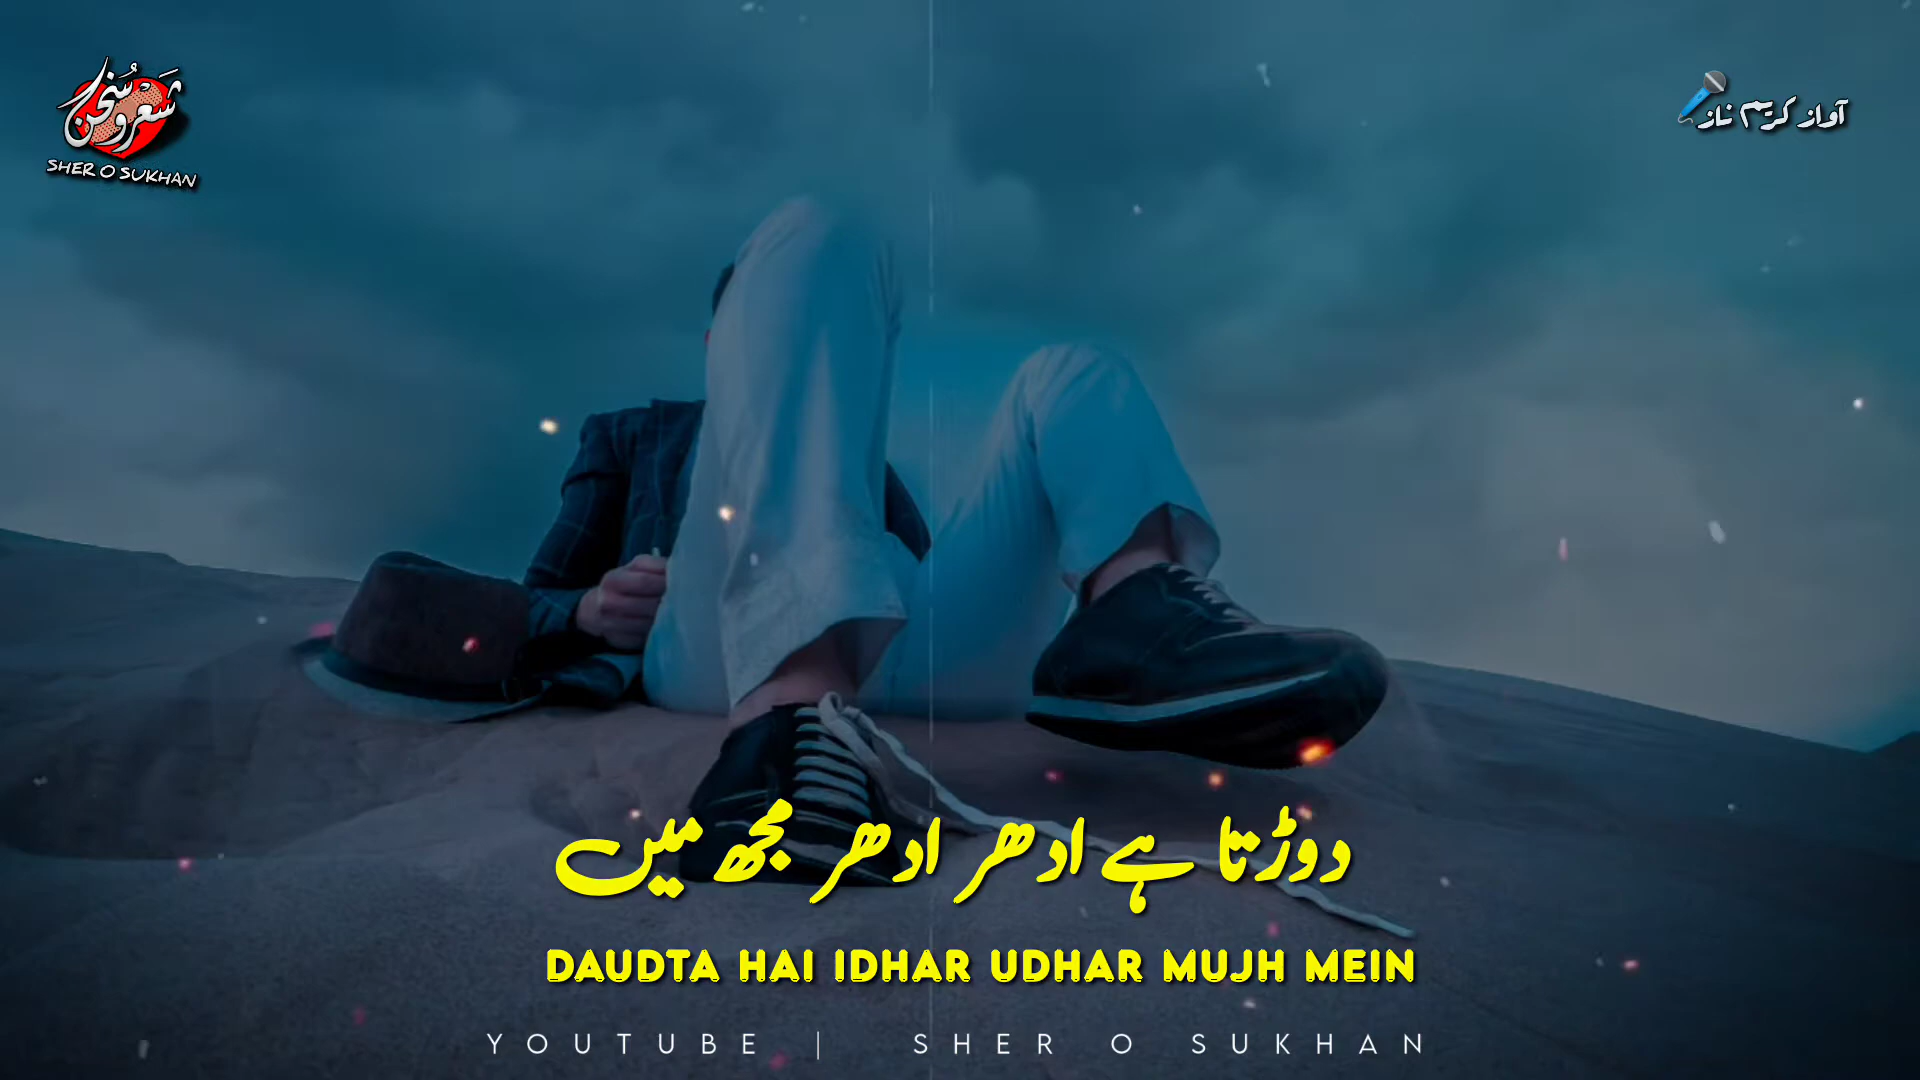 شعر و سخن
SHER O SUKHAN
آواز کریم ناز
دوڑتا ہے ادھر ادھر مجھ میں
DAUDTA HAI IDHAR UDHAR MUJH MEIN
YOUTUBE | SHER O SUKHAN